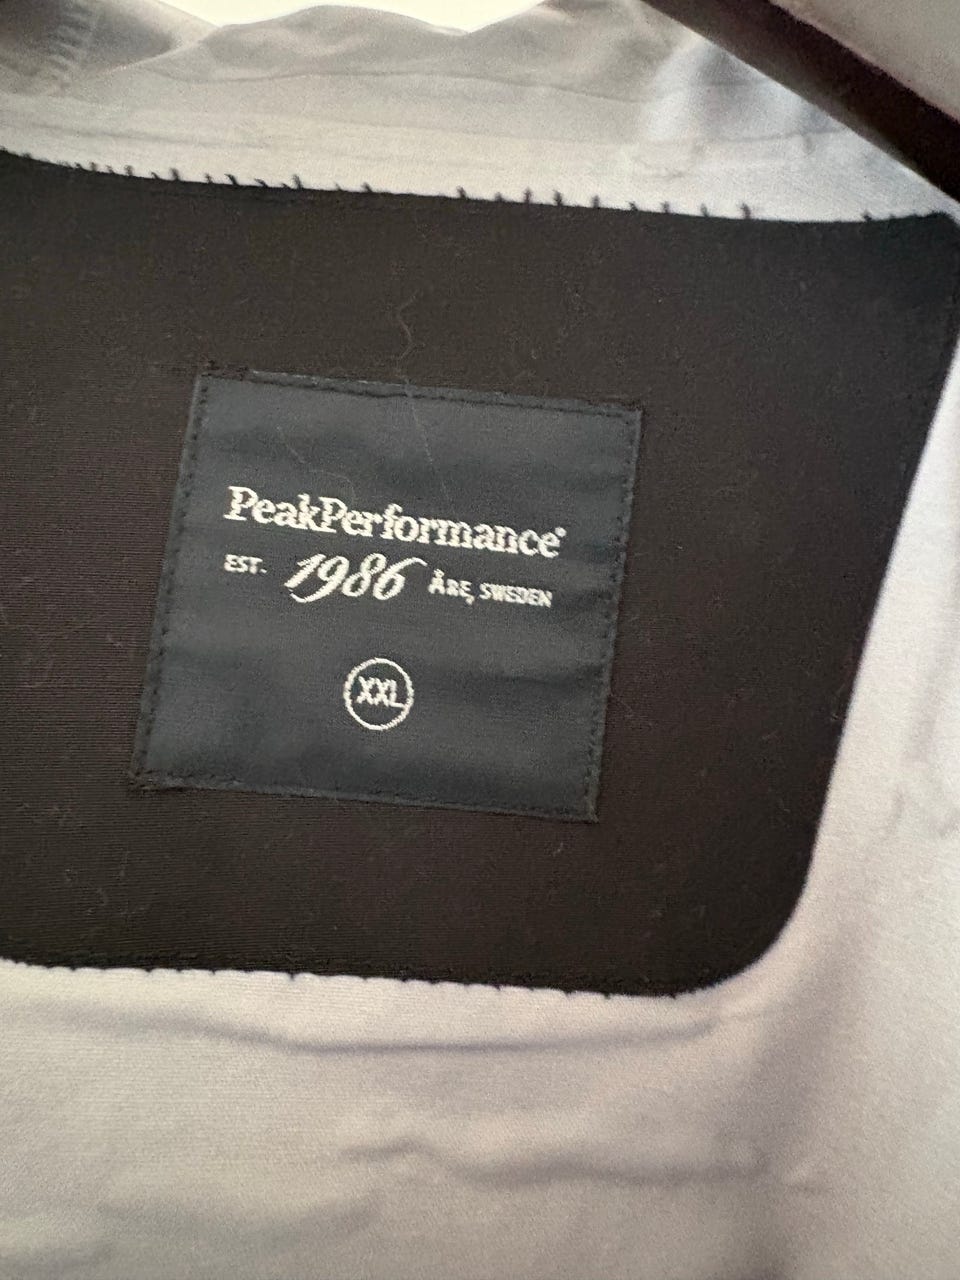 PeakPerformance®
EST. 1986 ÅRE, SWEDEN
XXL